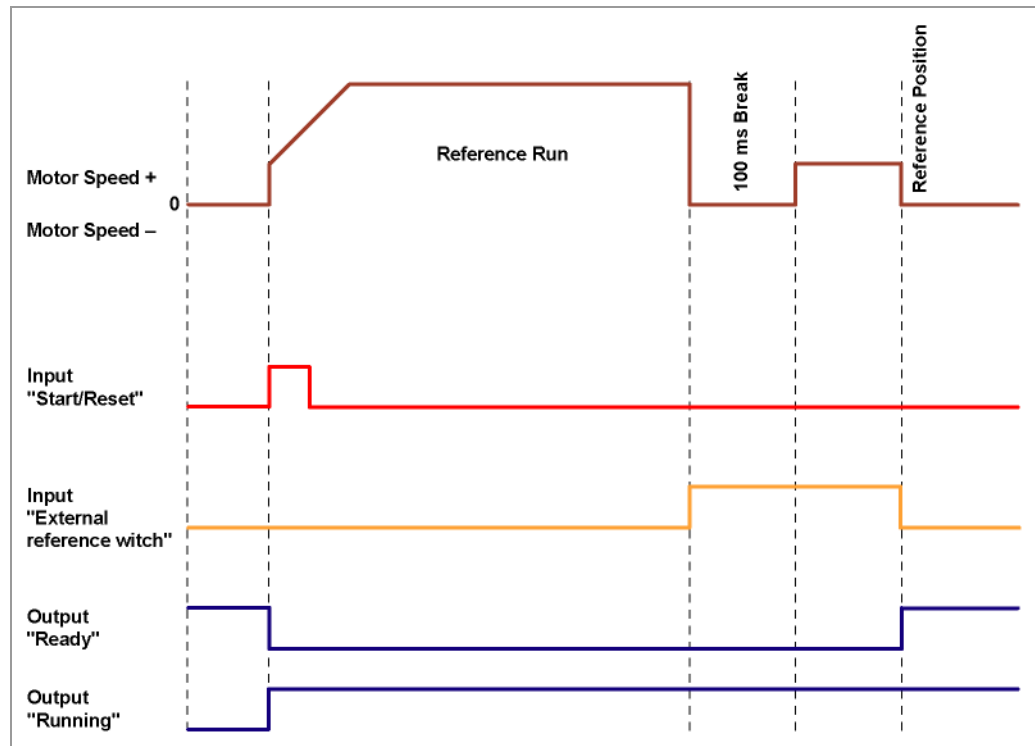 Reference Run
100 ms Break
Reference Position
Motor Speed +
0
Motor Speed –
Input
"Start/Reset"
Input
"External
reference witch"
Output
"Ready"
Output
"Running"